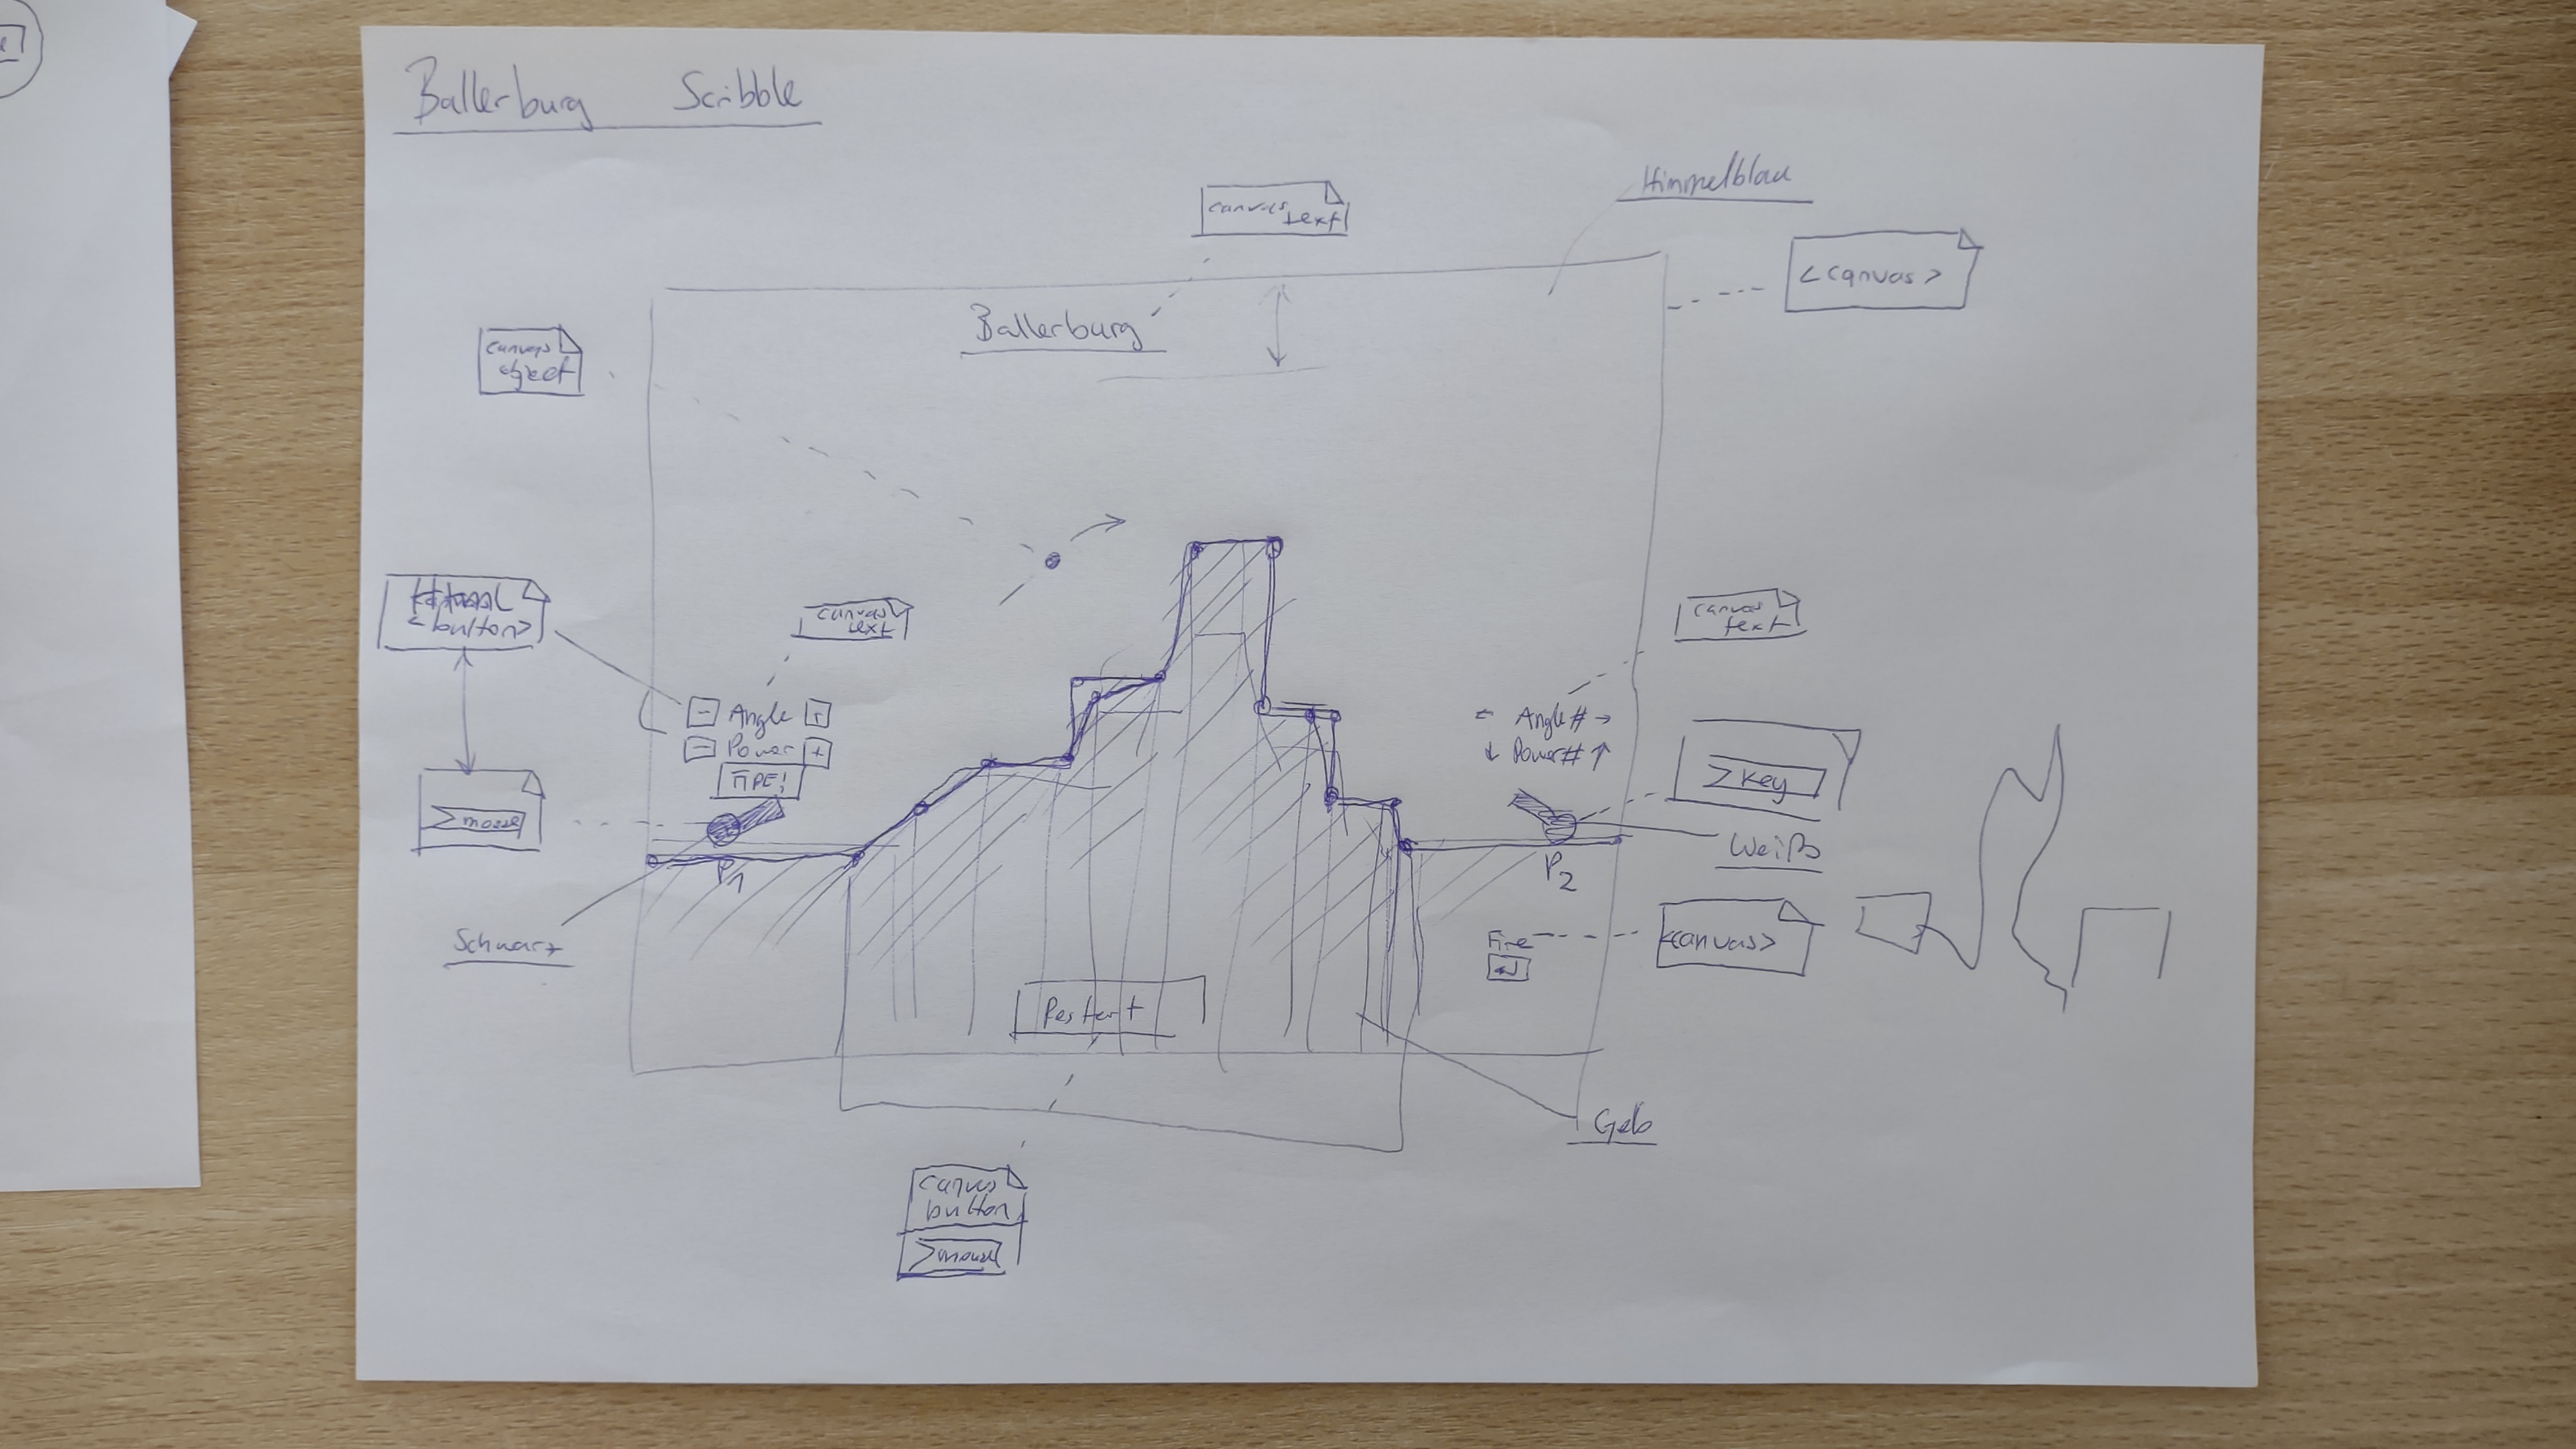 Ballerburg Scribble
Himmelblau
canvas
text
<canvas>
Ballerburg
canvas
object
<button>
canvas
text
canvas
text
- Angle +
- Power +
FIRE!
← Angle # →
↓ Power # ↑
>mouse
>key
P1
P2
Weiß
Schwarz
Fire
↵
<canvas>
Restart
Gelb
canvas
button
>mouse